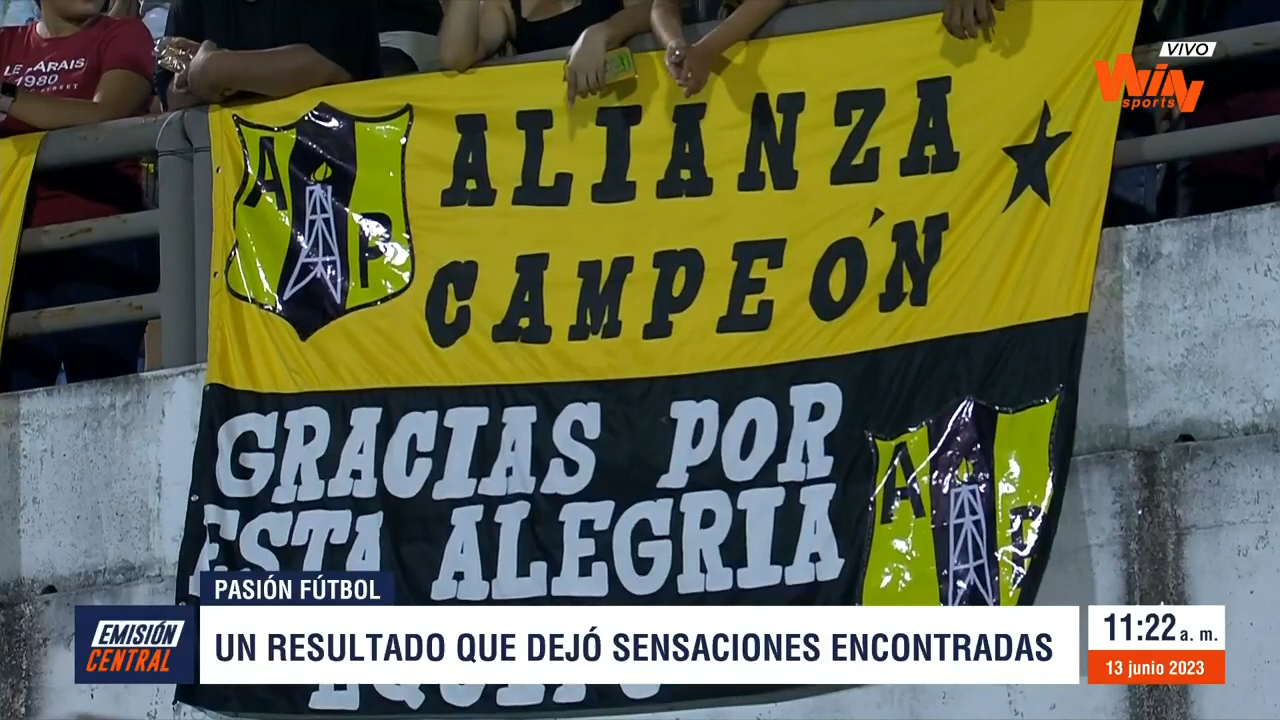 LE MARAIS
1980
VIVO
Win
sports
A
P
ALIANZA
CAMPEÓN
GRACIAS POR
ESTA ALEGRIA
A
P
PASIÓN FÚTBOL
EMISIÓN
CENTRAL
UN RESULTADO QUE DEJÓ SENSACIONES ENCONTRADAS
11:22 a. m.
13 junio 2023